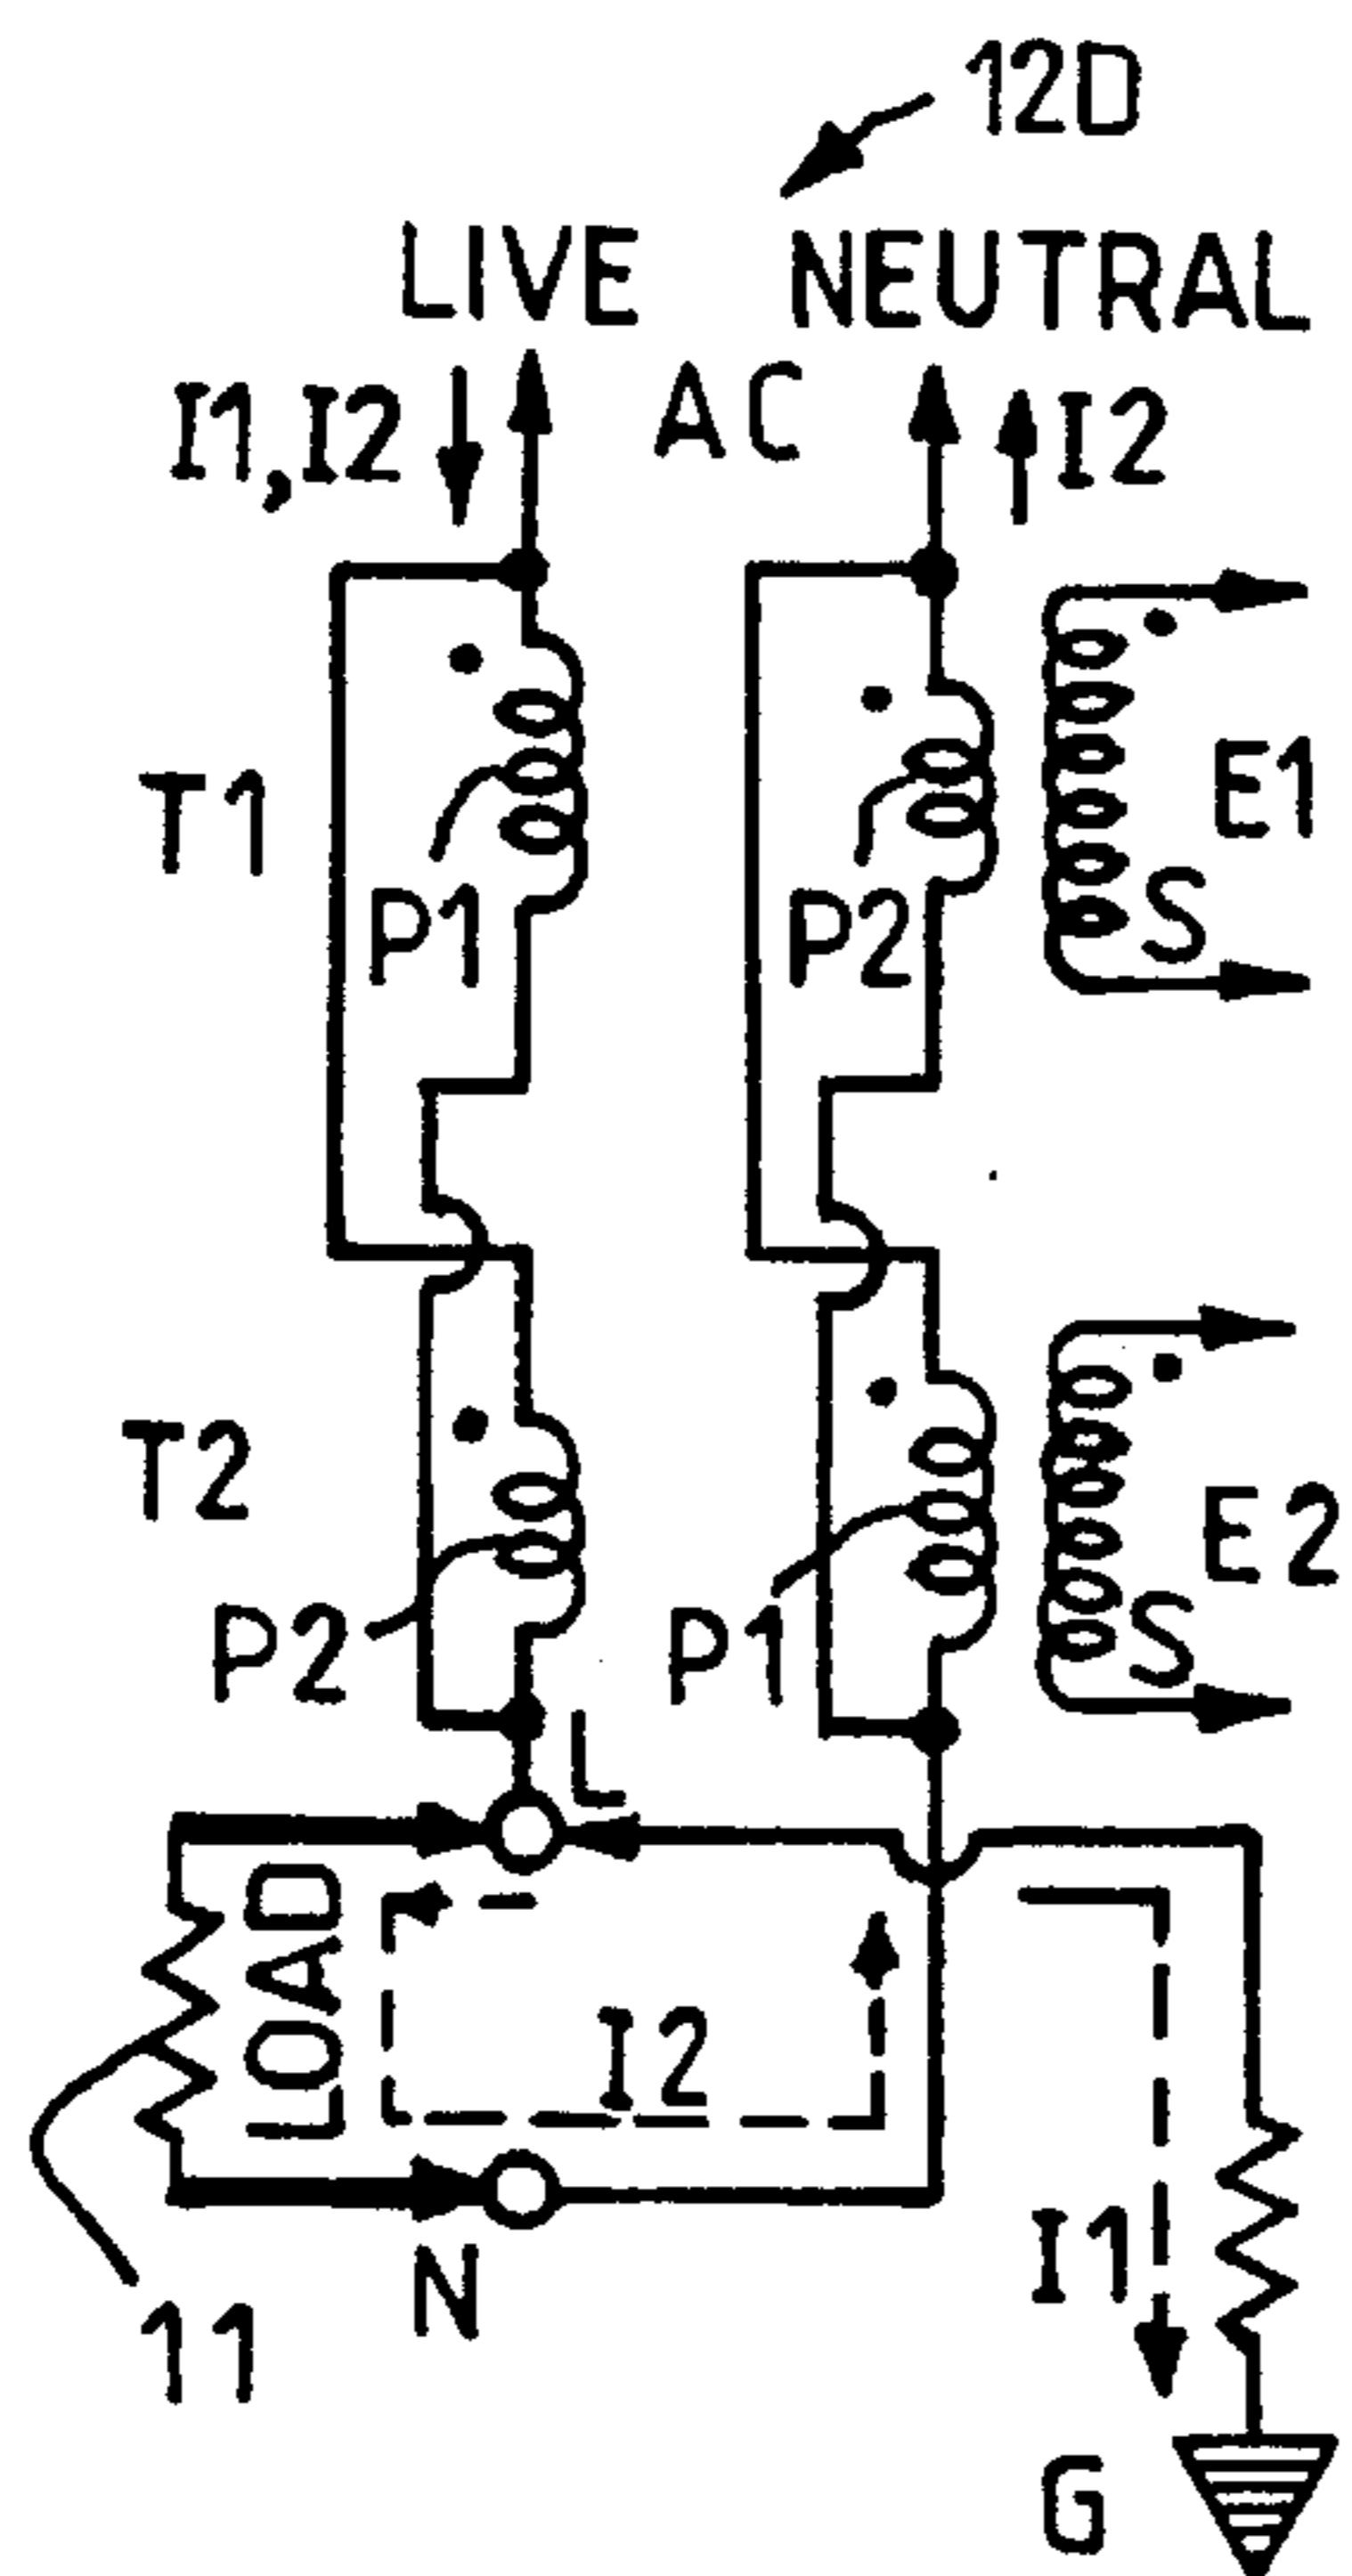 12D
LIVE NEUTRAL
I1,I2 AC I2
T1 E1
P1 P2 S
T2 E2
P2 P1 S
L
LOAD
I2
I1
N
11
G